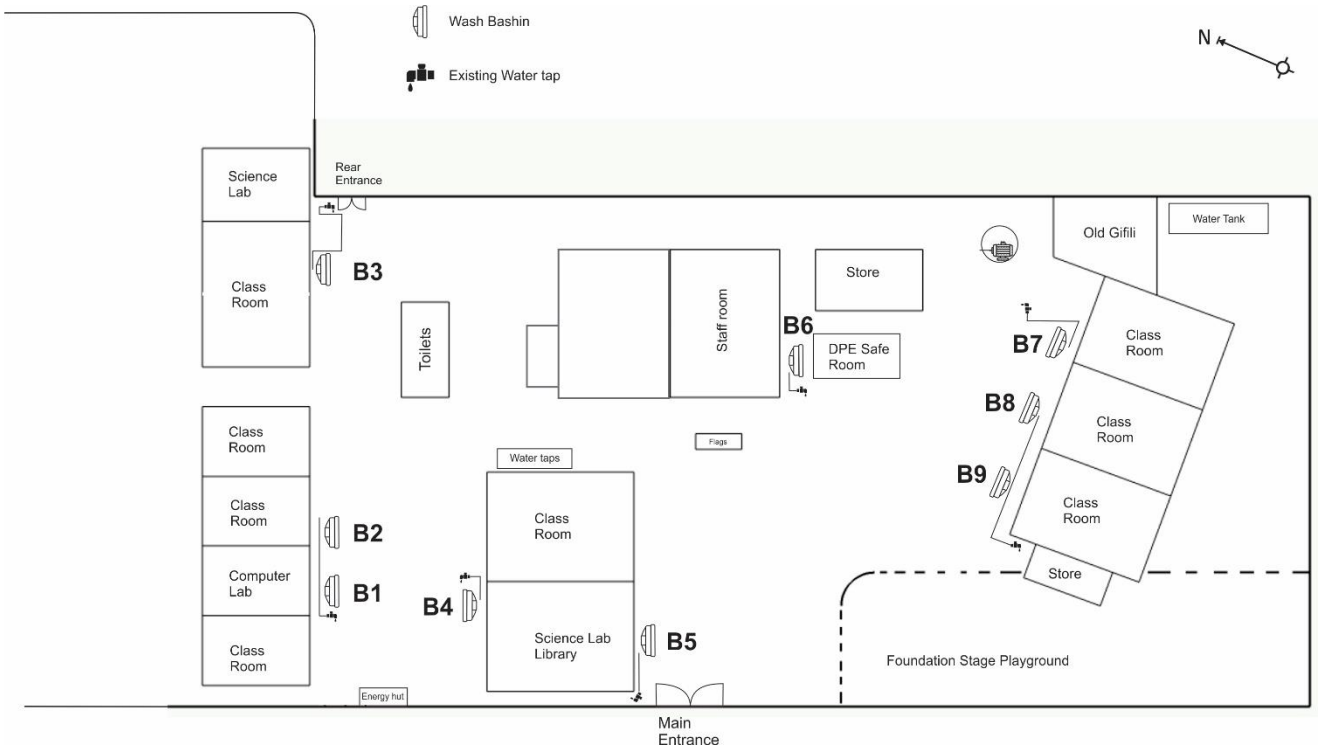 Wash Bashin
Existing Water tap
N
Science
Lab
Rear
Entrance
Class
Room
B3
Toilets
Staff room
Store
B6
DPE Safe
Room
Old Gifili
Water Tank
B7
Class
Room
B8
Class
Room
B9
Class
Room
Store
Flags
Water taps
Class
Room
Class
Room
B2
Computer
Lab
B1
Class
Room
Class
Room
B4
Science Lab
Library
B5
Foundation Stage Playground
Energy hut
Main
Entrance